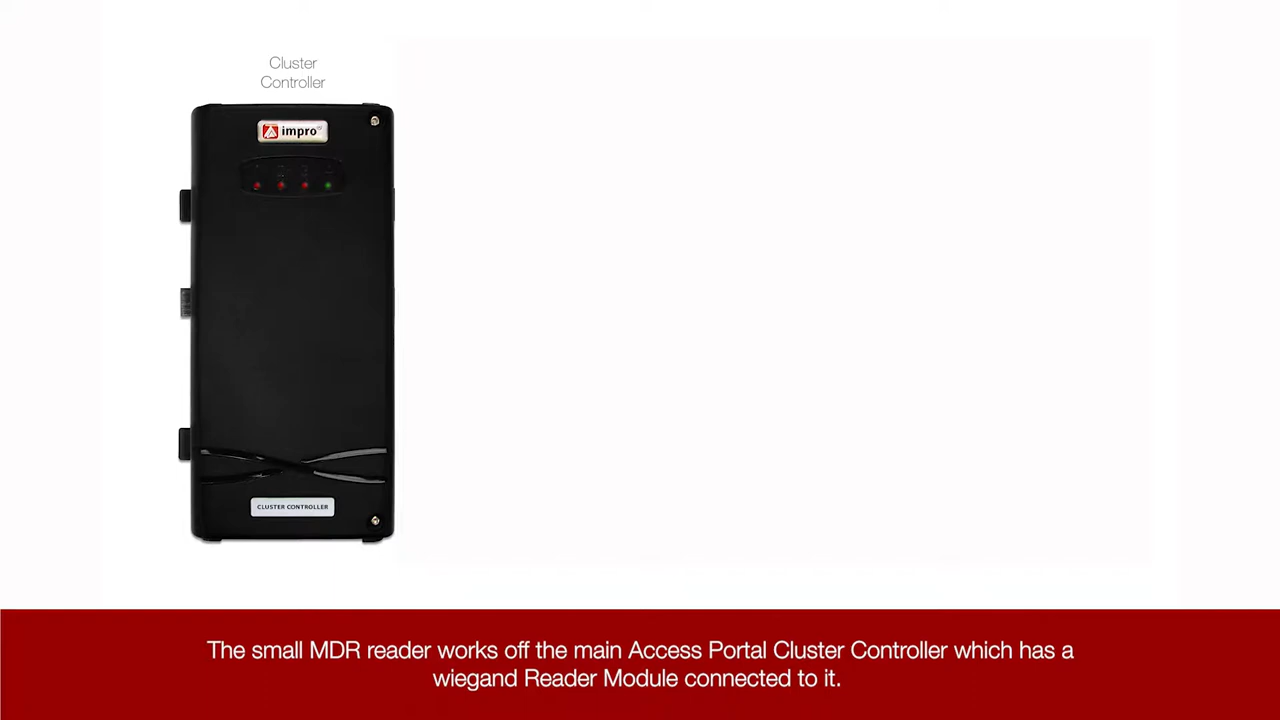 Cluster
Controller
impro
CLUSTER CONTROLLER
The small MDR reader works off the main Access Portal Cluster Controller which has a
wiegand Reader Module connected to it.